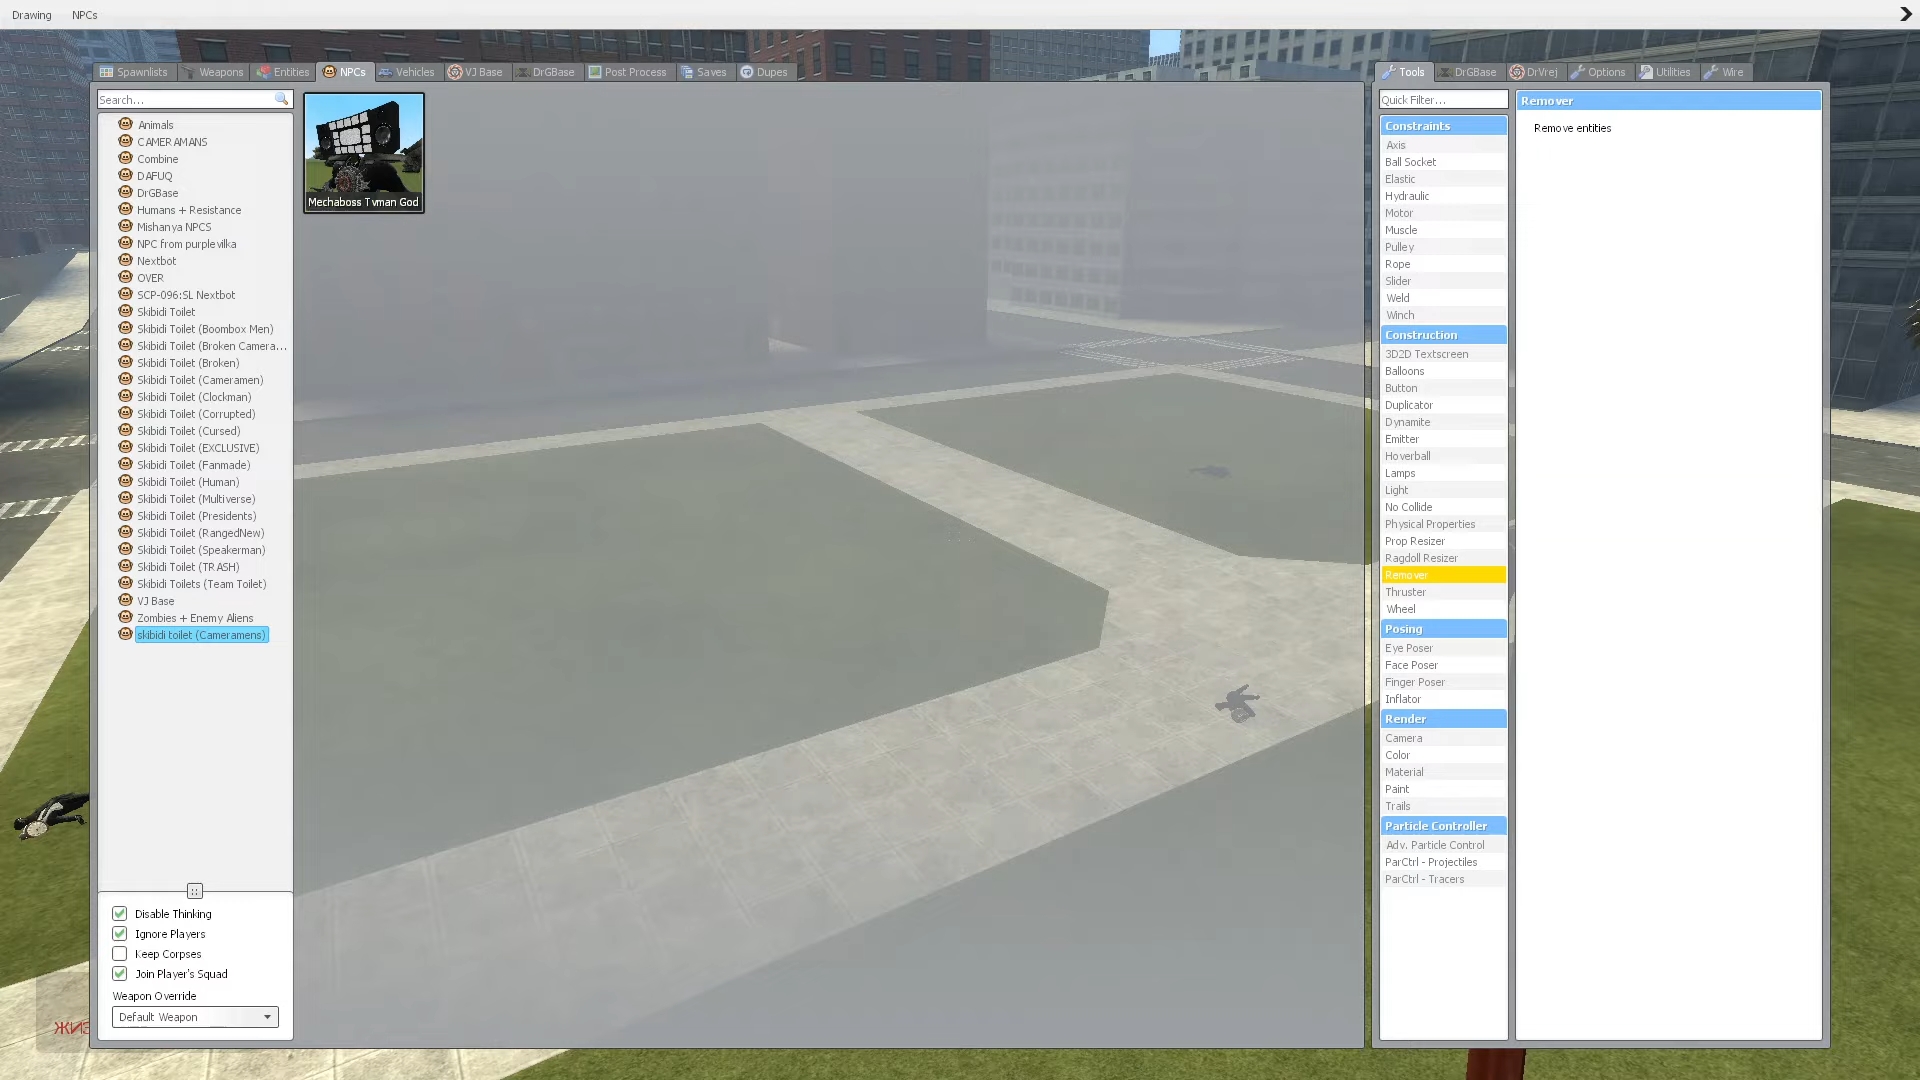 Drawing NPCs
Spawnlists Weapons Entities NPCs Vehicles VJ Base DrGBase Post Process Saves Dupes
Search...
Animals
CAMERAMANS
Combine
DAFUQ
DrGBase
Humans + Resistance
Mishanya NPCS
NPC from purplevilka
Nextbot
OVER
SCP-096:SL Nextbot
Skibidi Toilet
Skibidi Toilet (Boombox Men)
Skibidi Toilet (Broken Camera...
Skibidi Toilet (Broken)
Skibidi Toilet (Cameramen)
Skibidi Toilet (Clockman)
Skibidi Toilet (Corrupted)
Skibidi Toilet (Cursed)
Skibidi Toilet (EXCLUSIVE)
Skibidi Toilet (Fanmade)
Skibidi Toilet (Human)
Skibidi Toilet (Multiverse)
Skibidi Toilet (Presidents)
Skibidi Toilet (RangedNew)
Skibidi Toilet (Speakerman)
Skibidi Toilet (TRASH)
Skibidi Toilets (Team Toilet)
VJ Base
Zombies + Enemy Aliens
skibidi toilet (Cameramens)
Disable Thinking
Ignore Players
Keep Corpses
Join Player's Squad
Weapon Override
Default Weapon
ЖИЗ
Mechaboss Tvman God
Tools DrGBase DrVrej Options Utilities Wire
Quick Filter...
Constraints
Axis
Ball Socket
Elastic
Hydraulic
Motor
Muscle
Pulley
Rope
Slider
Weld
Winch
Construction
3D2D Textscreen
Balloons
Button
Duplicator
Dynamite
Emitter
Hoverball
Lamps
Light
No Collide
Physical Properties
Prop Resizer
Ragdoll Resizer
Remover
Thruster
Wheel
Posing
Eye Poser
Face Poser
Finger Poser
Inflator
Render
Camera
Color
Material
Paint
Trails
Particle Controller
Adv. Particle Control
ParCtrl - Projectiles
ParCtrl - Tracers
Remover
Remove entities